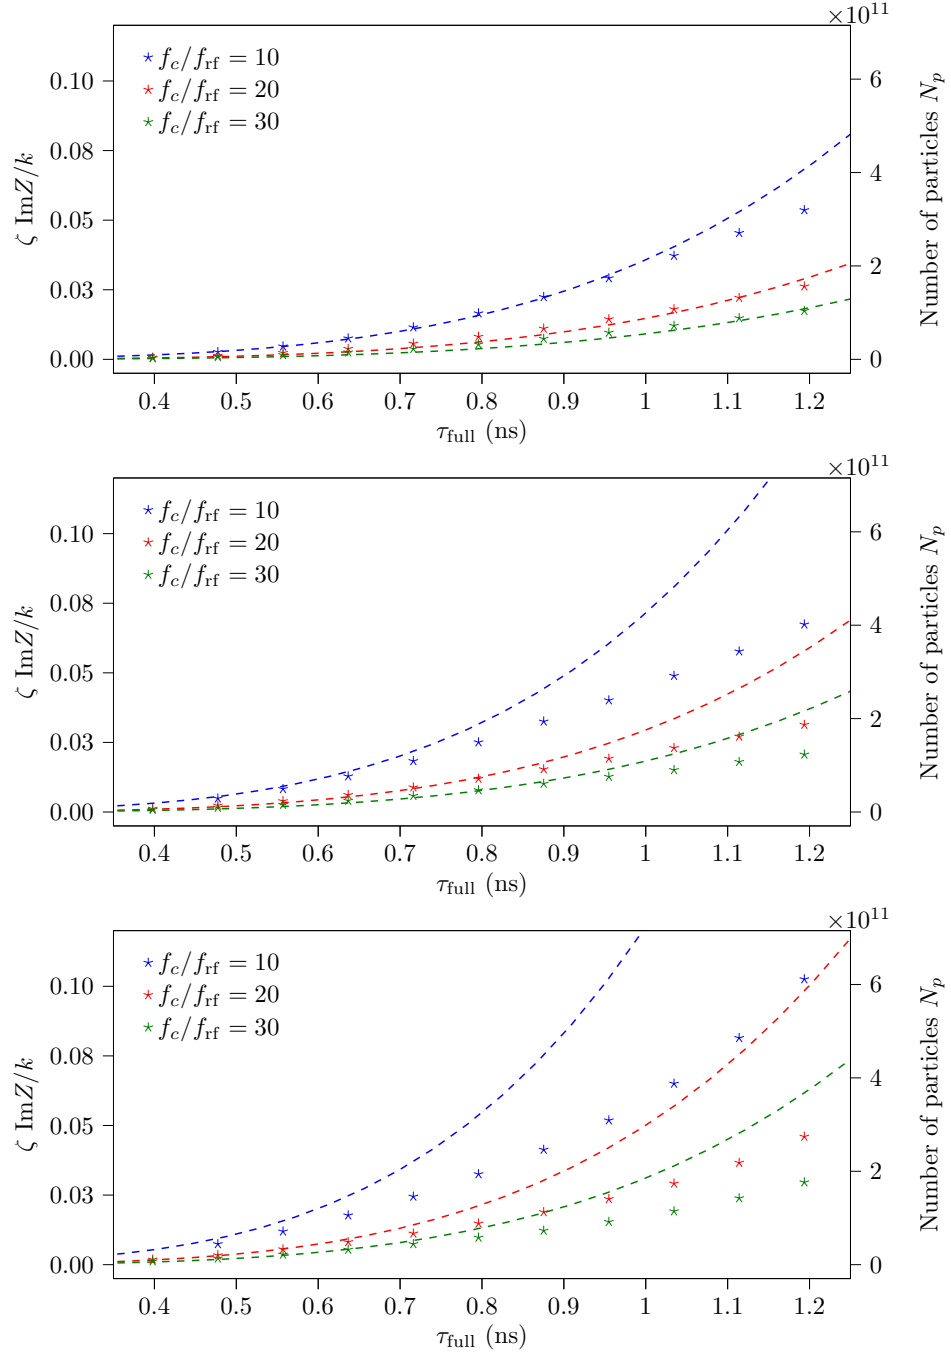 ×10¹¹
f_c/f_rf = 10
f_c/f_rf = 20
f_c/f_rf = 30
0.10
0.08
0.05
0.03
0.00
ζ ImZ/k
6
4
2
0
Number of particles N_p
0.4 0.5 0.6 0.7 0.8 0.9 1 1.1 1.2
τ_full (ns)
×10¹¹
f_c/f_rf = 10
f_c/f_rf = 20
f_c/f_rf = 30
0.10
0.08
0.05
0.03
0.00
ζ ImZ/k
6
4
2
0
Number of particles N_p
0.4 0.5 0.6 0.7 0.8 0.9 1 1.1 1.2
τ_full (ns)
×10¹¹
f_c/f_rf = 10
f_c/f_rf = 20
f_c/f_rf = 30
0.10
0.08
0.05
0.03
0.00
ζ ImZ/k
6
4
2
0
Number of particles N_p
0.4 0.5 0.6 0.7 0.8 0.9 1 1.1 1.2
τ_full (ns)